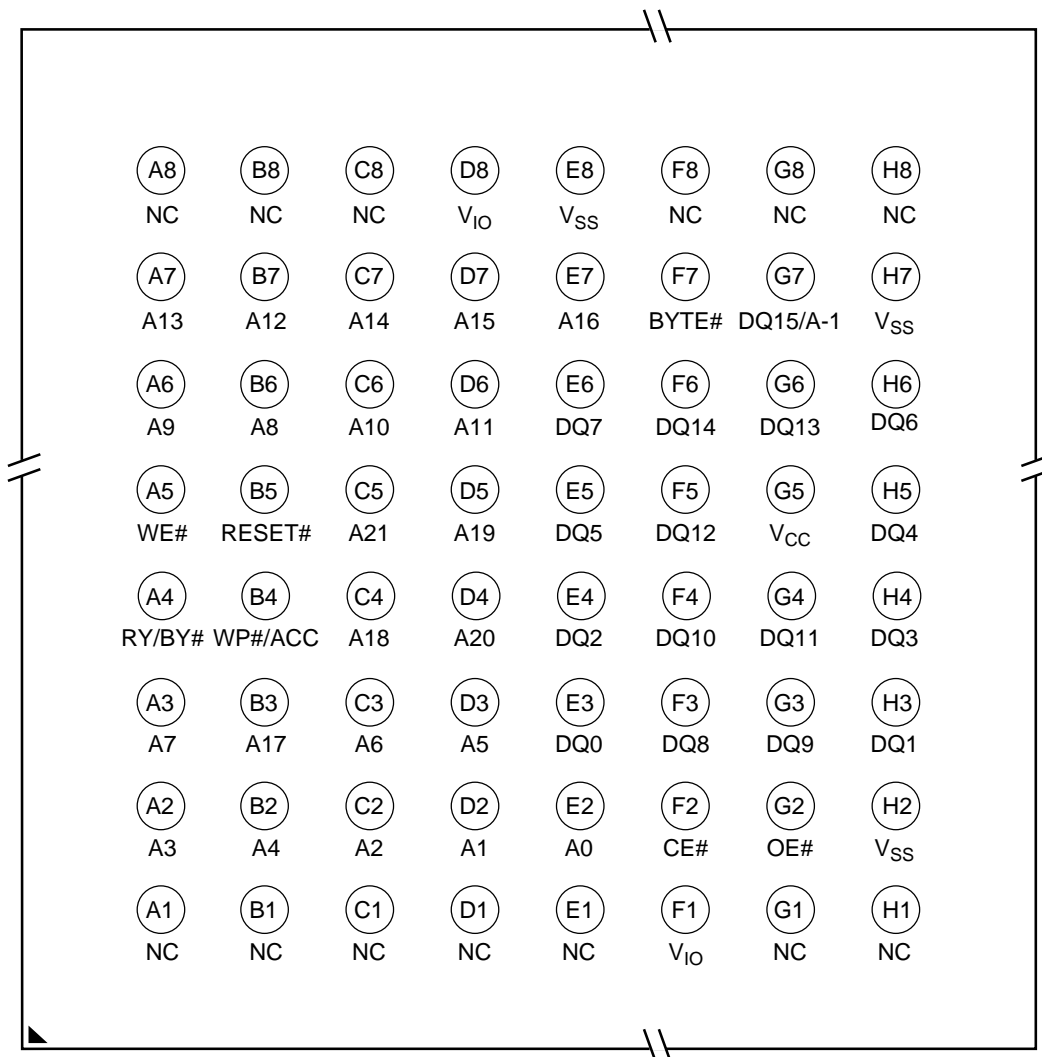 A8 B8 C8 D8 E8 F8 G8 H8
NC NC NC VIO VSS NC NC NC
A7 B7 C7 D7 E7 F7 G7 H7
A13 A12 A14 A15 A16 BYTE# DQ15/A-1 VSS
A6 B6 C6 D6 E6 F6 G6 H6
A9 A8 A10 A11 DQ7 DQ14 DQ13 DQ6
A5 B5 C5 D5 E5 F5 G5 H5
WE# RESET# A21 A19 DQ5 DQ12 VCC DQ4
A4 B4 C4 D4 E4 F4 G4 H4
RY/BY# WP#/ACC A18 A20 DQ2 DQ10 DQ11 DQ3
A3 B3 C3 D3 E3 F3 G3 H3
A7 A17 A6 A5 DQ0 DQ8 DQ9 DQ1
A2 B2 C2 D2 E2 F2 G2 H2
A3 A4 A2 A1 A0 CE# OE# VSS
A1 B1 C1 D1 E1 F1 G1 H1
NC NC NC NC NC VIO NC NC